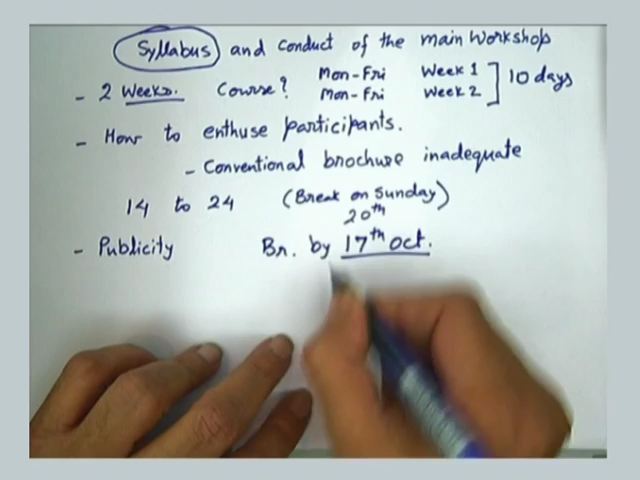 Syllabus and conduct of the main Workshop
- 2 Weeks. Course? Mon-Fri Week 1
Mon-Fri Week 2 10 days
- How to enthuse participants.
- Conventional brochure inadequate
14 to 24 (Break on Sunday)
20th
- Publicity Br. by 17th Oct.